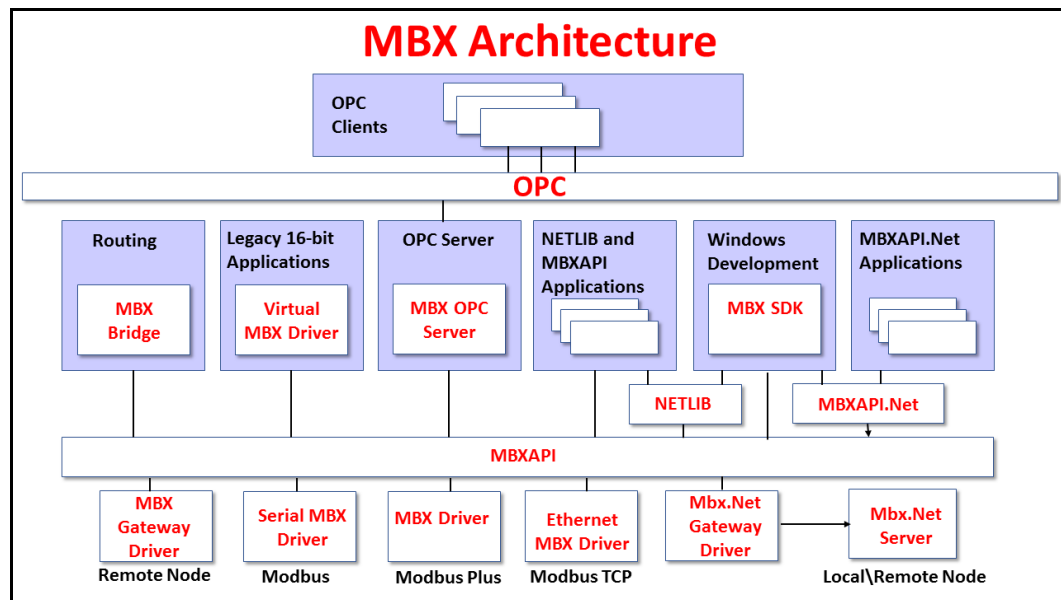 MBX Architecture
OPC
Clients
OPC
Routing
MBX
Bridge
Legacy 16-bit
Applications
Virtual
MBX Driver
OPC Server
MBX OPC
Server
NETLIB and
MBXAPI
Applications
Windows
Development
MBX SDK
MBXAPI.Net
Applications
NETLIB
MBXAPI.Net
MBXAPI
MBX
Gateway
Driver
Remote Node
Serial MBX
Driver
Modbus
MBX Driver
Modbus Plus
Ethernet
MBX Driver
Modbus TCP
Mbx.Net
Gateway
Driver
Mbx.Net
Server
Local\Remote Node